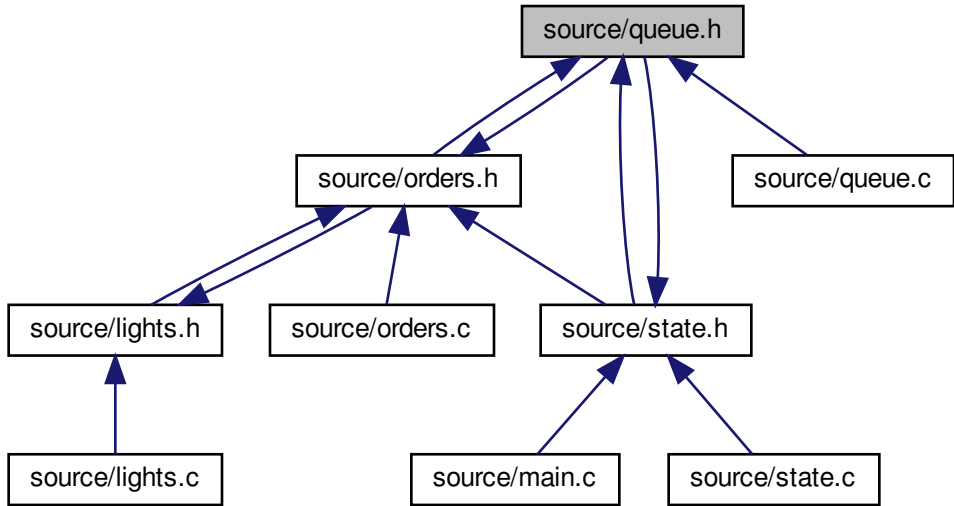 source/queue.h
source/orders.h
source/queue.c
source/lights.h
source/orders.c
source/state.h
source/lights.c
source/main.c
source/state.c